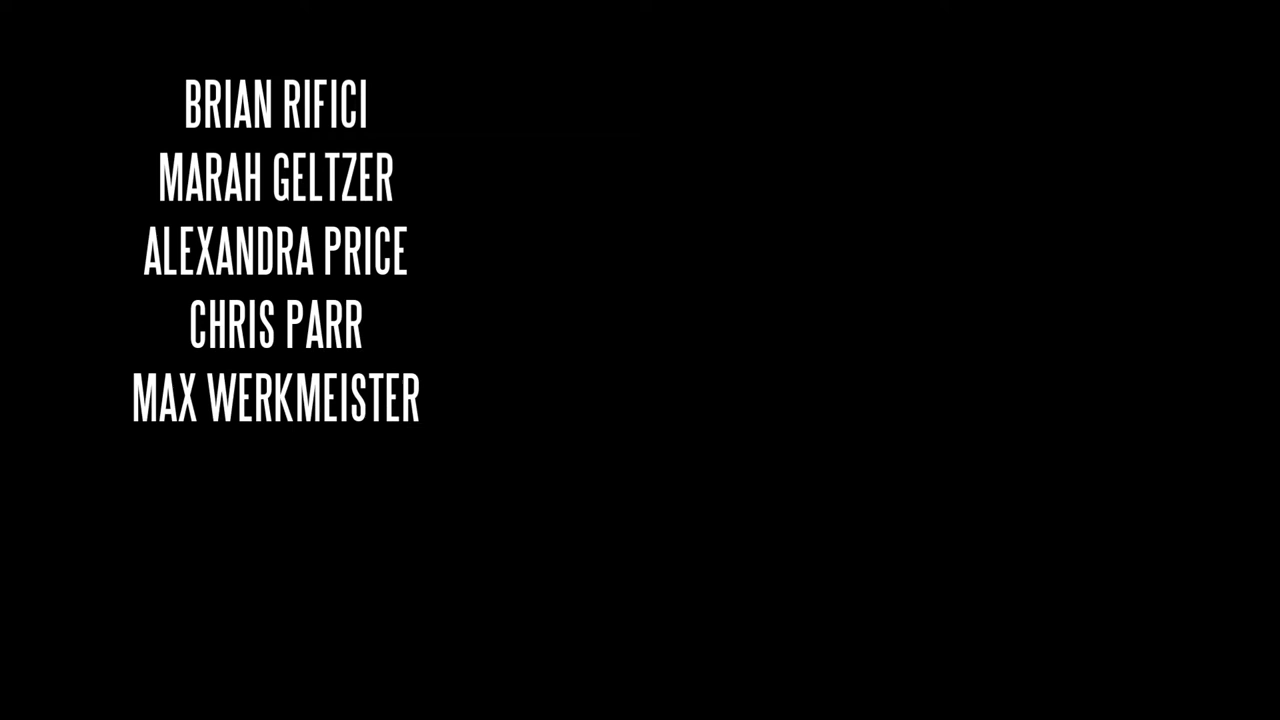 BRIAN RIFICI
MARAH GELTZER
ALEXANDRA PRICE
CHRIS PARR
MAX WERKMEISTER